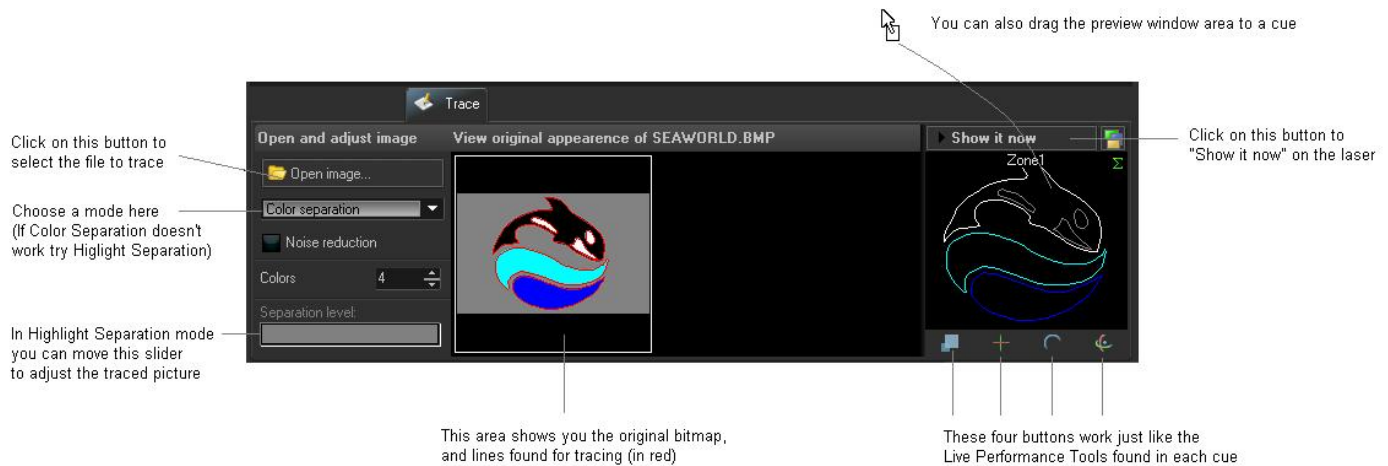 You can also drag the preview window area to a cue
Trace
Click on this button to
select the file to trace
Open and adjust image
View original appearence of SEAWORLD.BMP
Show it now
Click on this button to
"Show it now" on the laser
Open image...
Zone1
Σ
Choose a mode here
(If Color Separation doesn't
work try Higlight Separation)
Color separation
Noise reduction
Colors 4
Separation level:
In Highlight Separation mode
you can move this slider
to adjust the traced picture
This area shows you the original bitmap,
and lines found for tracing (in red)
These four buttons work just like the
Live Performance Tools found in each cue